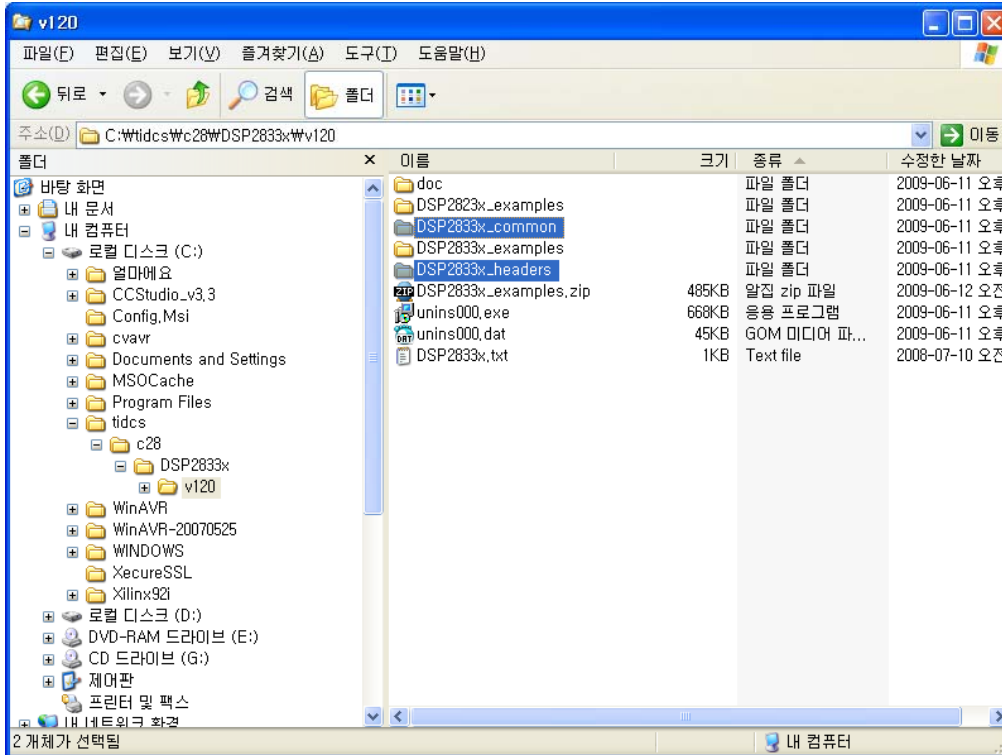 v120
파일(F) 편집(E) 보기(V) 즐겨찾기(A) 도구(T) 도움말(H)
뒤로 검색 폴더
주소(D) C:₩tidcs₩c28₩DSP2833x₩v120 이동
폴더 × 이름 크기 종류 수정한 날짜
바탕 화면
내 문서
내 컴퓨터
로컬 디스크 (C:)
얼마에요
CCStudio_v3.3
Config.Msi
cvavr
Documents and Settings
MSOCache
Program Files
tidcs
c28
DSP2833x
v120
WinAVR
WinAVR-20070525
WINDOWS
XecureSSL
Xilinx92i
로컬 디스크 (D:)
DVD-RAM 드라이브 (E:)
CD 드라이브 (G:)
제어판
프린터 및 팩스
내 네트워크 환경
doc 파일 폴더 2009-06-11 오후
DSP2823x_examples 파일 폴더 2009-06-11 오후
DSP2833x_common 파일 폴더 2009-06-11 오후
DSP2833x_examples 파일 폴더 2009-06-11 오후
DSP2833x_headers 파일 폴더 2009-06-11 오후
ZIP DSP2833x_examples.zip 485KB 알집 zip 파일 2009-06-12 오전
unins000.exe 668KB 응용 프로그램 2009-06-11 오후
DAT unins000.dat 45KB GOM 미디어 파... 2009-06-11 오후
DSP2833x.txt 1KB Text file 2008-07-10 오전
2 개체가 선택됨 내 컴퓨터